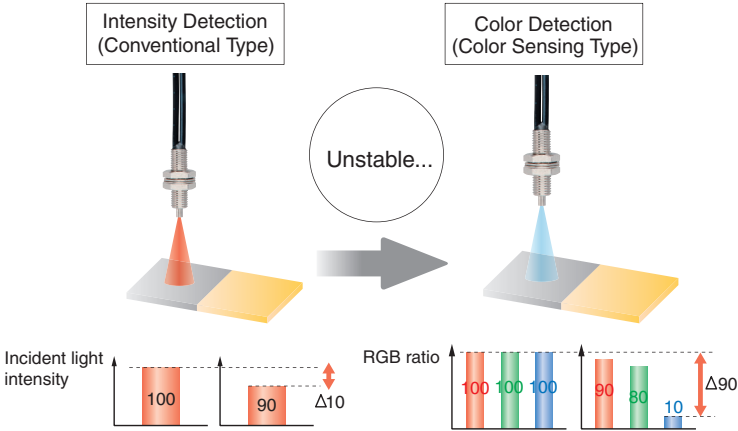 Intensity Detection
(Conventional Type)
Color Detection
(Color Sensing Type)
Unstable...
Incident light
intensity
100
90
Δ10
RGB ratio
100 100 100
90
80
10
Δ90